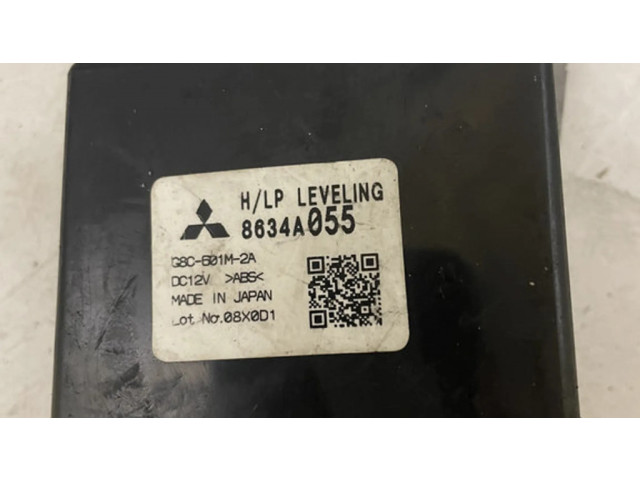 H/LP LEVELING
8634A055
G8C-601M-2A
DC12V >ABS<
MADE IN JAPAN
Lot No.08X0D1